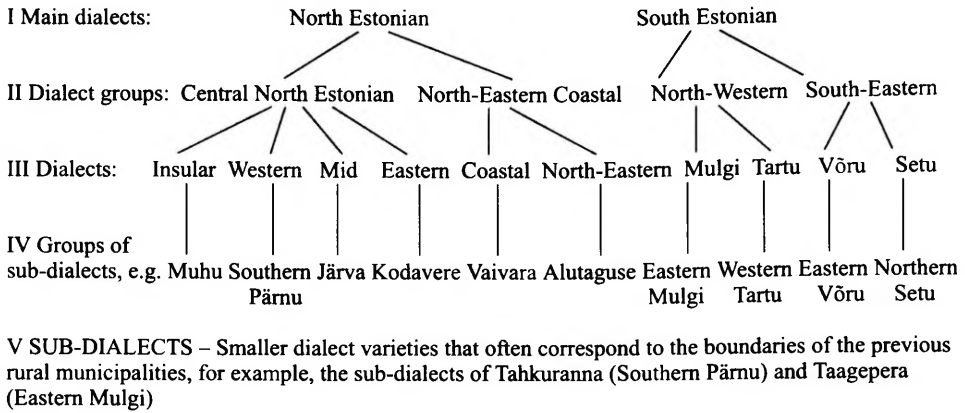 I Main dialects: North Estonian South Estonian
II Dialect groups: Central North Estonian North-Eastern Coastal North-Western South-Eastern
III Dialects: Insular Western Mid Eastern Coastal North-Eastern Mulgi Tartu Võru Setu
IV Groups of
sub-dialects, e.g. Muhu Southern Järva Kodavere Vaivara Alutaguse Eastern Western Eastern Northern
Pärnu Mulgi Tartu Võru Setu
V SUB-DIALECTS – Smaller dialect varieties that often correspond to the boundaries of the previous
rural municipalities, for example, the sub-dialects of Tahkuranna (Southern Pärnu) and Taagepera
(Eastern Mulgi)